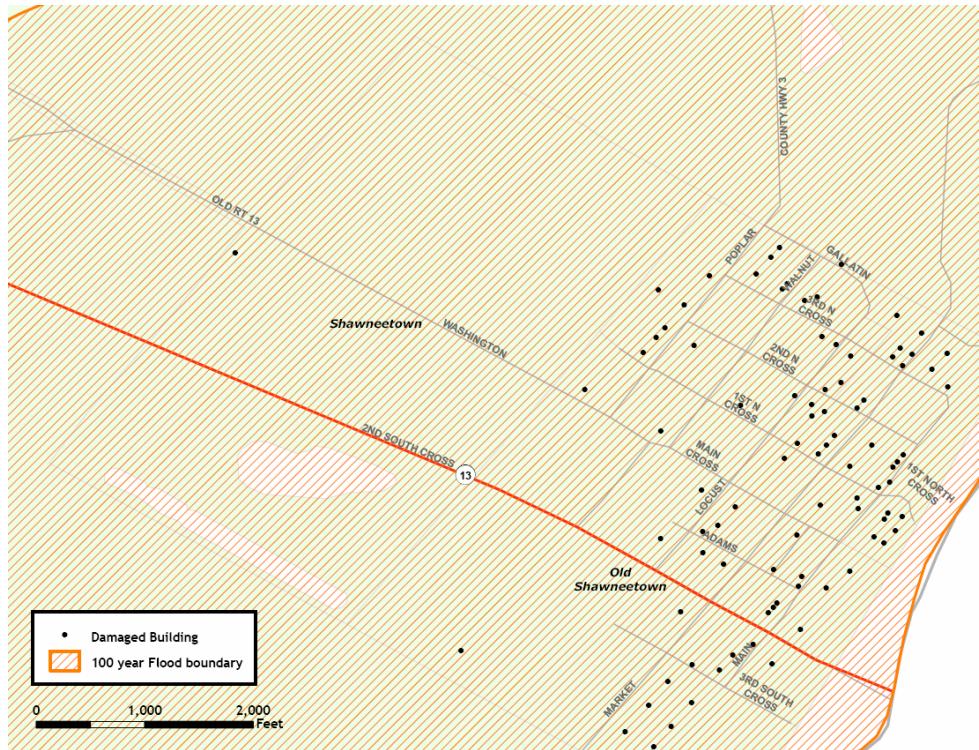 COUNTY HWY 3
OLD RT 13
POPLAR
WALNUT
GALLATIN
3RD N
CROSS
Shawneetown
WASHINGTON
2ND N
CROSS
1ST N
CROSS
2ND SOUTH CROSS
13
MAIN
CROSS
LOCUST
1ST NORTH
CROSS
ADAMS
Old
Shawneetown
MAIN
3RD SOUTH
CROSS
MARKET
Damaged Building
100 year Flood boundary
0 1,000 2,000
Feet